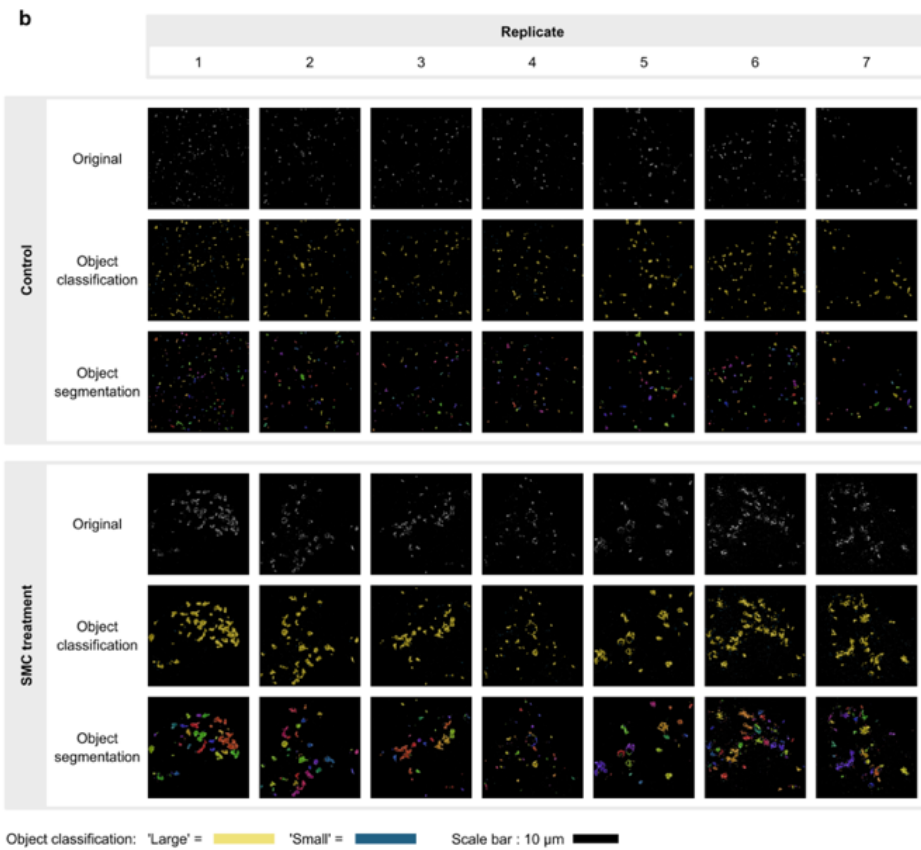 b
Replicate
1 2 3 4 5 6 7
Control
Original
Object
classification
Object
segmentation
SMC treatment
Original
Object
classification
Object
segmentation
Object classification: 'Large' = 'Small' = Scale bar : 10 µm